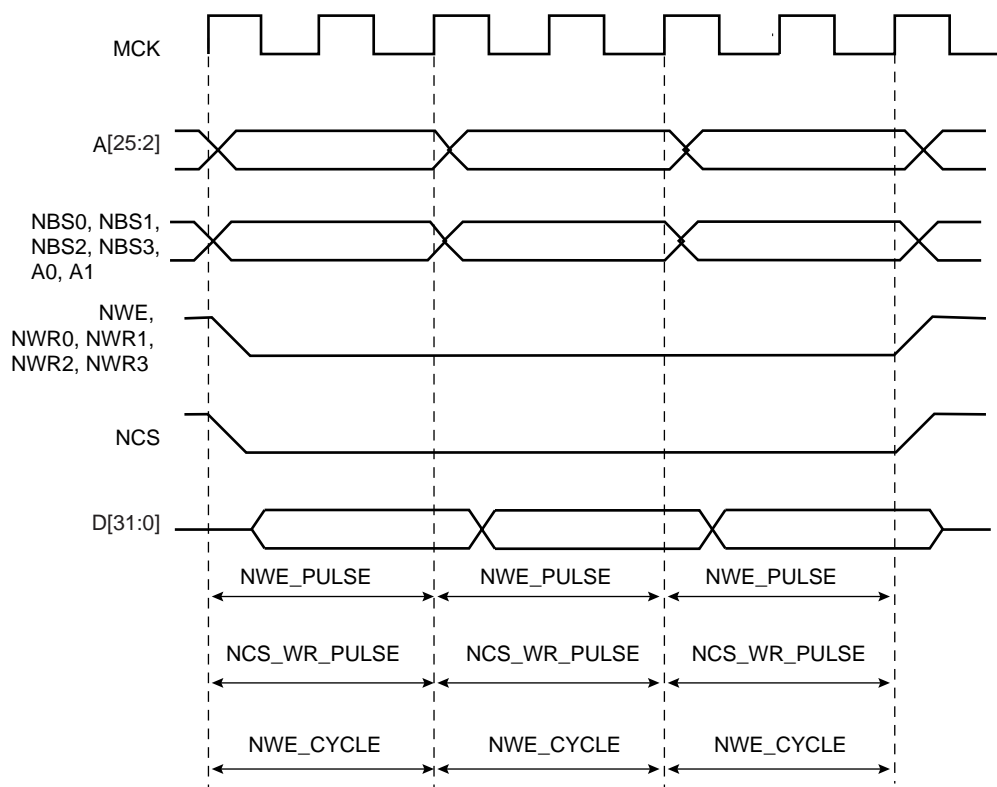 MCK
A[25:2]
NBS0, NBS1,
NBS2, NBS3,
A0, A1
NWE,
NWR0, NWR1,
NWR2, NWR3
NCS
D[31:0]
NWE_PULSE NWE_PULSE NWE_PULSE
NCS_WR_PULSE NCS_WR_PULSE NCS_WR_PULSE
NWE_CYCLE NWE_CYCLE NWE_CYCLE